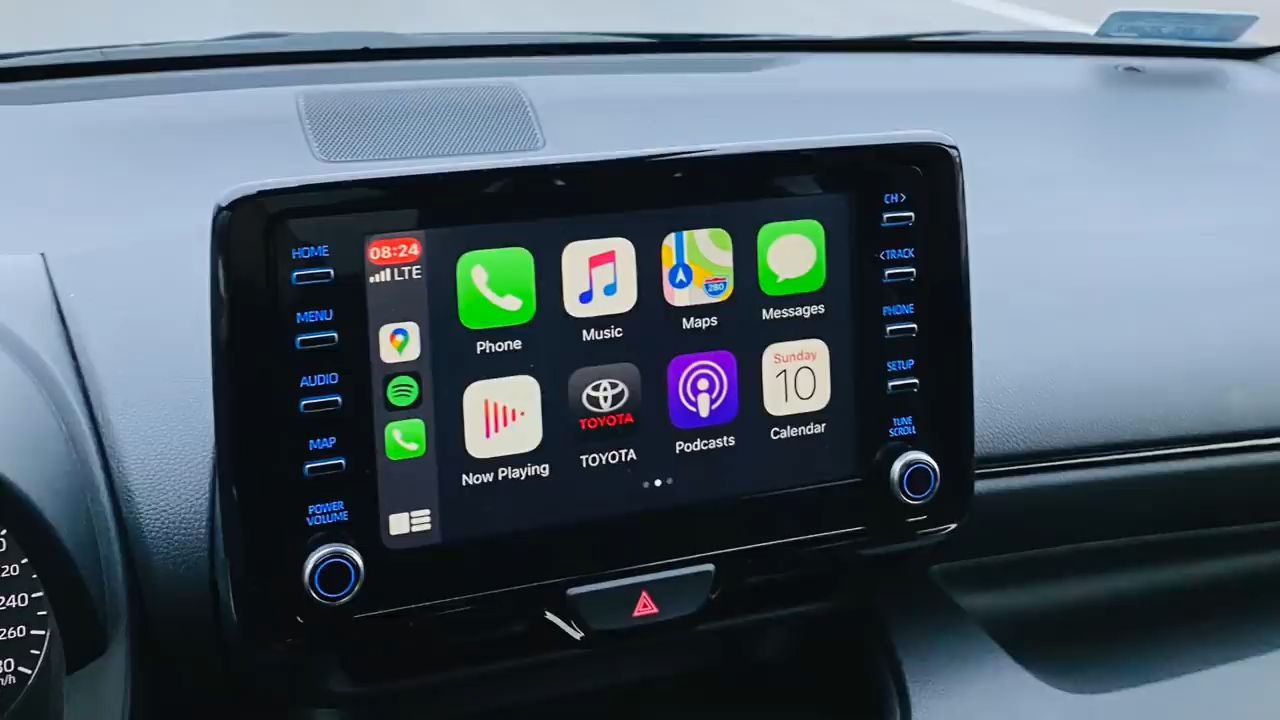 HOME
MENU
AUDIO
MAP
POWER
VOLUME
08:24
LTE
Phone
Music
280
Maps
Messages
Now Playing
TOYOTA
TOYOTA
Podcasts
Sunday
10
Calendar
CH >
< TRACK
PHONE
SETUP
TUNE
SCROLL
240
260